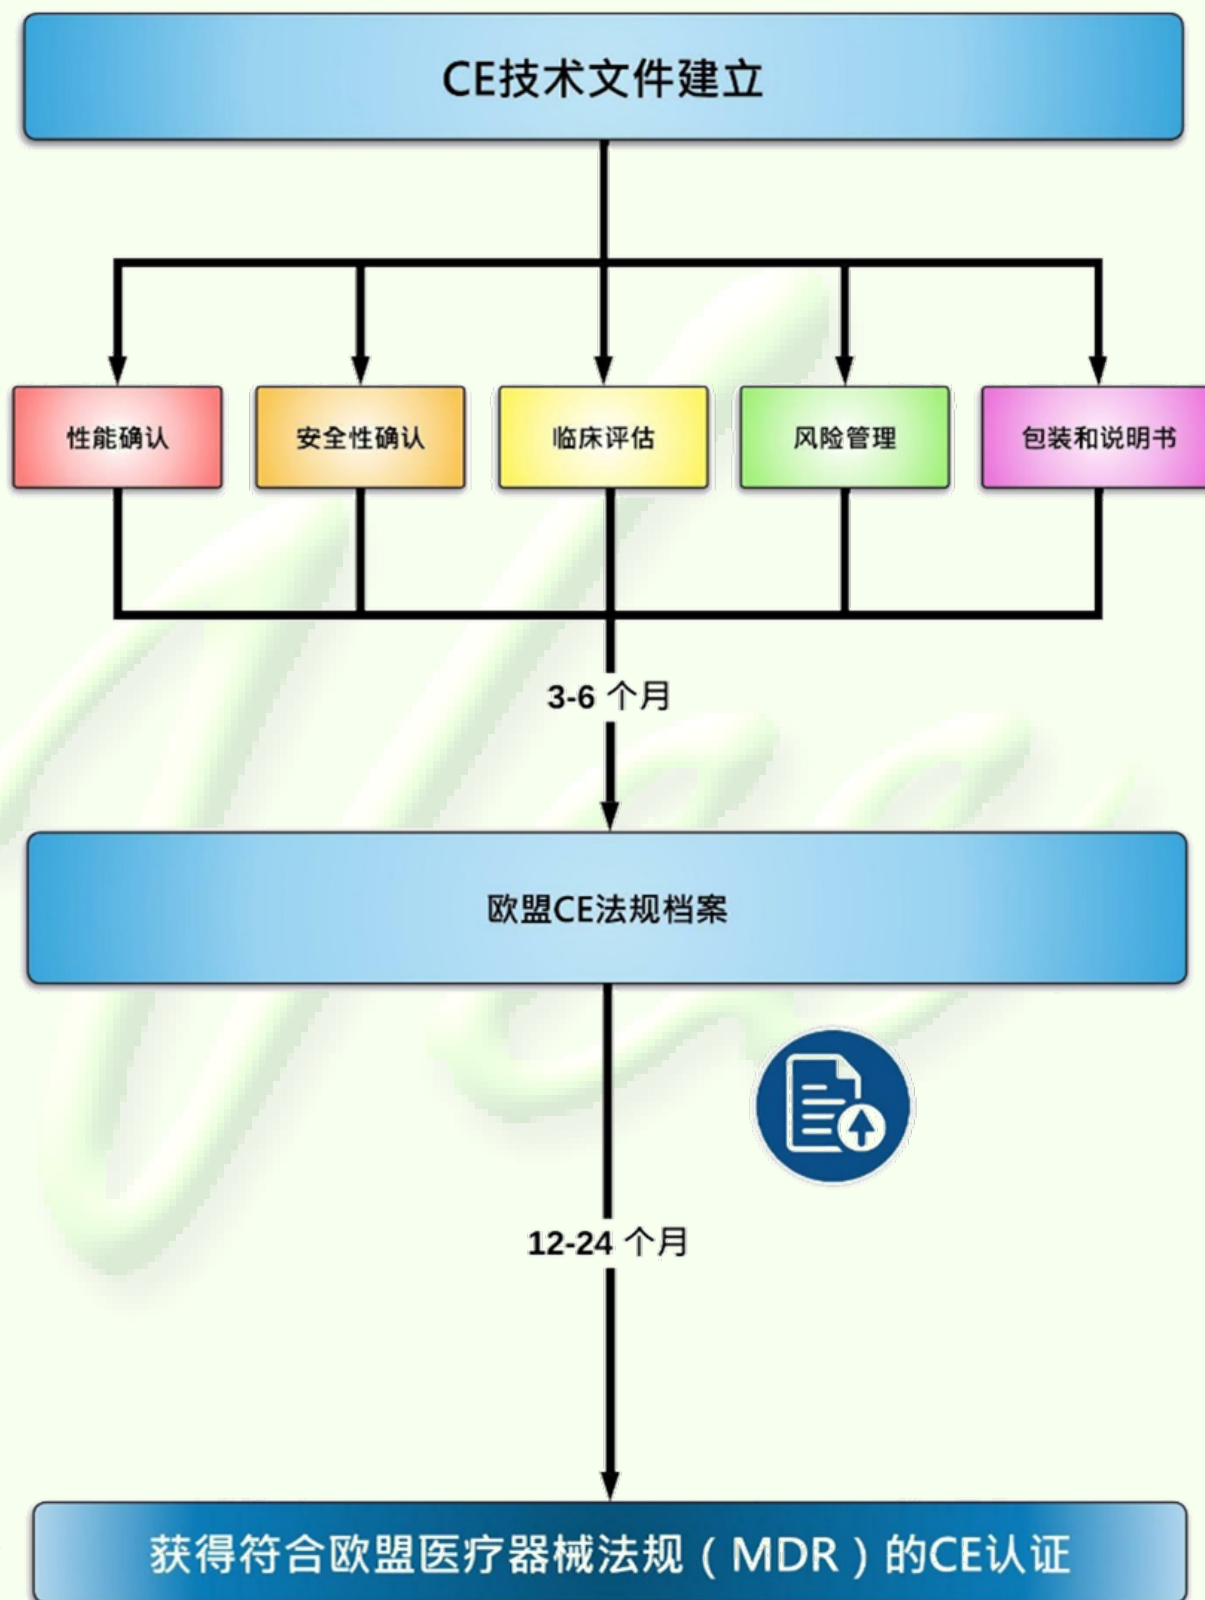 CE技术文件建立
性能确认
安全性确认
临床评估
风险管理
包装和说明书
3-6 个月
欧盟CE法规档案
12-24 个月
获得符合欧盟医疗器械法规（MDR）的CE认证